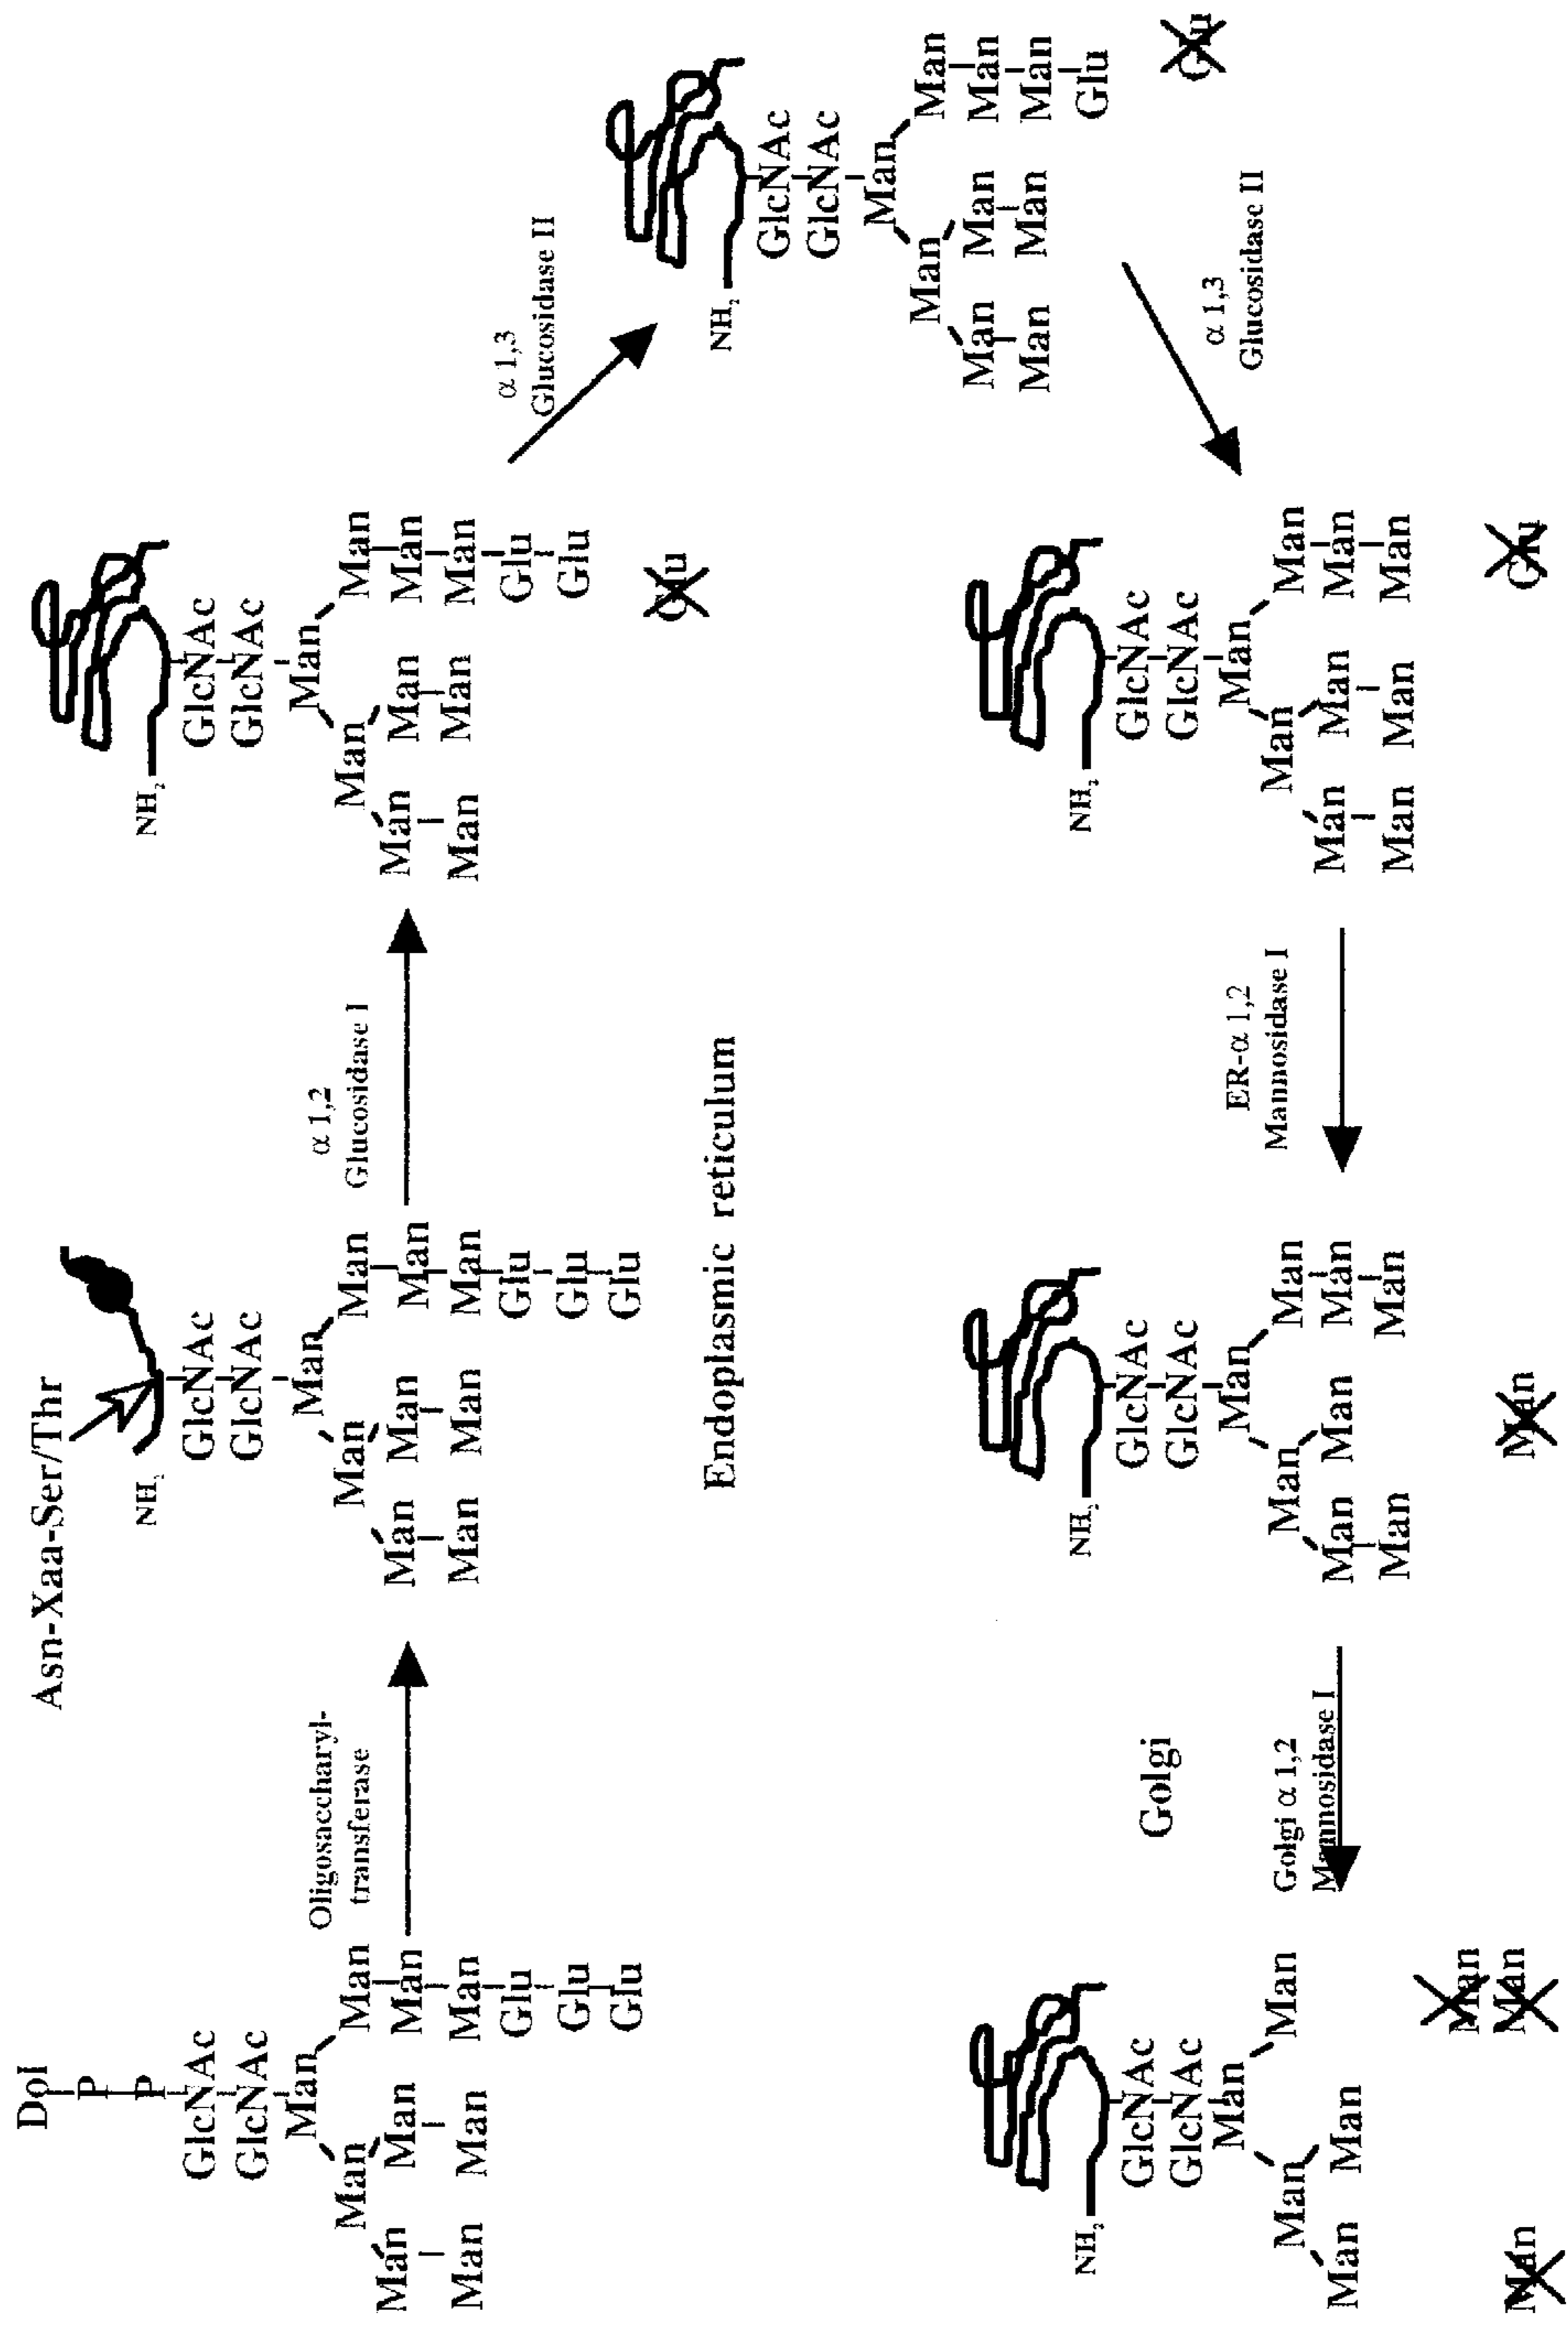 Dol
P
P
GlcNAc
GlcNAc
Man
Man Man
Man Man Man
Man Man Man
Glu
Glu
Glu
Oligosaccharyl-
transferase
Asn-Xaa-Ser/Thr
NH₂
GlcNAc
GlcNAc
Man
Man Man
Man Man Man
Man Man Man
Glu
Glu
Glu
α 1,2
Glucosidase I
NH₂
GlcNAc
GlcNAc
Man
Man Man
Man Man Man
Man Man Man
Glu
Glu
Glu
α 1,3
Glucosidase II
NH₂
GlcNAc
GlcNAc
Man
Man Man
Man Man Man
Man Man Man
Glu
Glu
α 1,3
Glucosidase II
Endoplasmic reticulum
NH₂
GlcNAc
GlcNAc
Man
Man Man
Man Man Man
Man Man Man
Glu
ER-α 1,2
Mannosidase I
NH₂
GlcNAc
GlcNAc
Man
Man Man
Man Man Man
Man Man
Man
Golgi
Golgi α 1,2
Mannosidase I
NH₂
GlcNAc
GlcNAc
Man
Man Man
Man Man
Man
Man Man